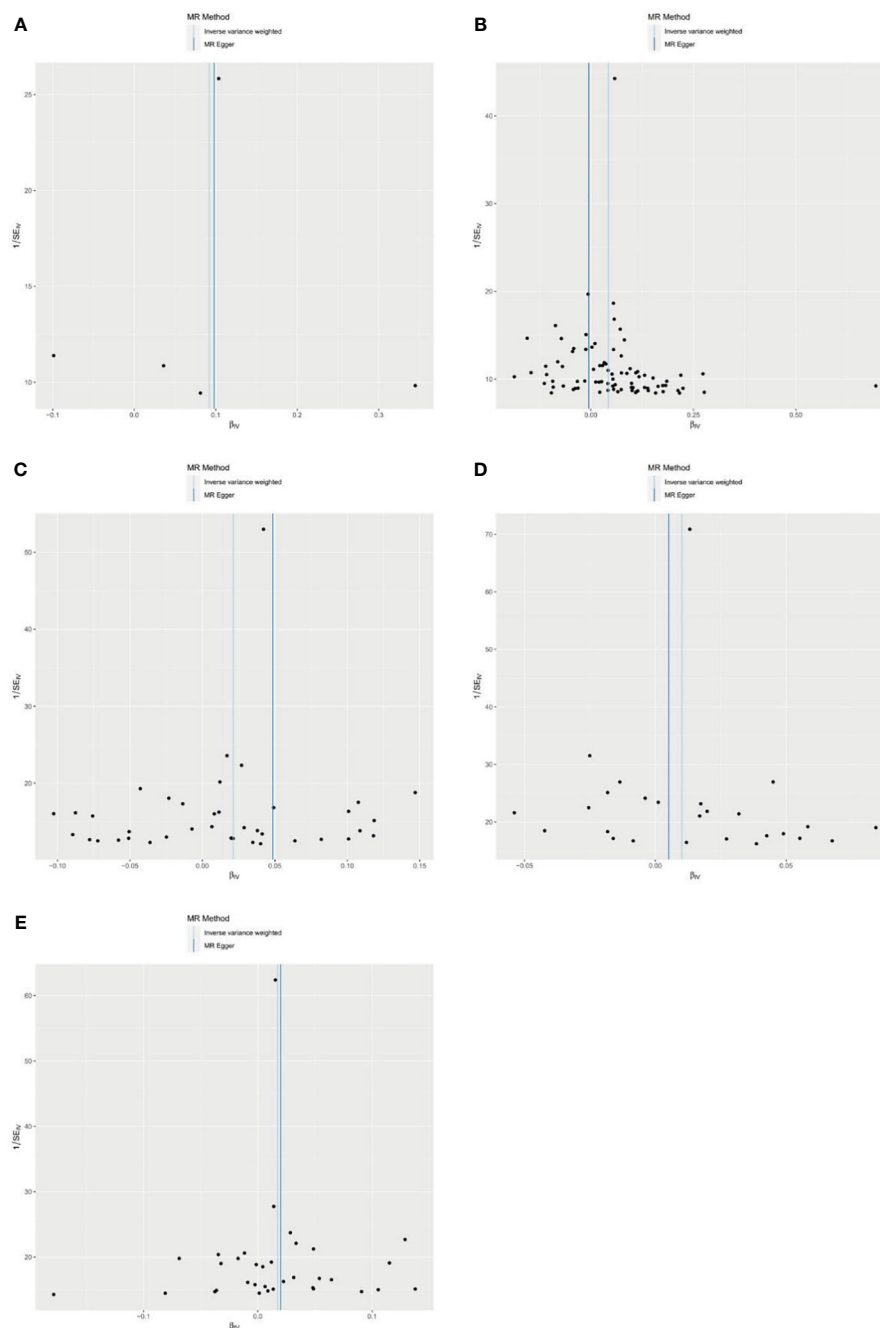 A
MR Method
Inverse variance weighted
MR Egger
25
20
15
10
1/SE_IV
−0.1
0.0
0.1
0.2
0.3
β_IV
B
MR Method
Inverse variance weighted
MR Egger
40
30
20
10
1/SE_IV
0.00
0.25
0.50
β_IV
C
MR Method
Inverse variance weighted
MR Egger
50
40
30
20
1/SE_IV
−0.10
−0.05
0.00
0.05
0.10
0.15
β_IV
D
MR Method
Inverse variance weighted
MR Egger
70
60
50
40
30
20
1/SE_IV
−0.05
0.00
0.05
β_IV
E
MR Method
Inverse variance weighted
MR Egger
60
50
40
30
20
1/SE_IV
−0.1
0.0
0.1
β_IV